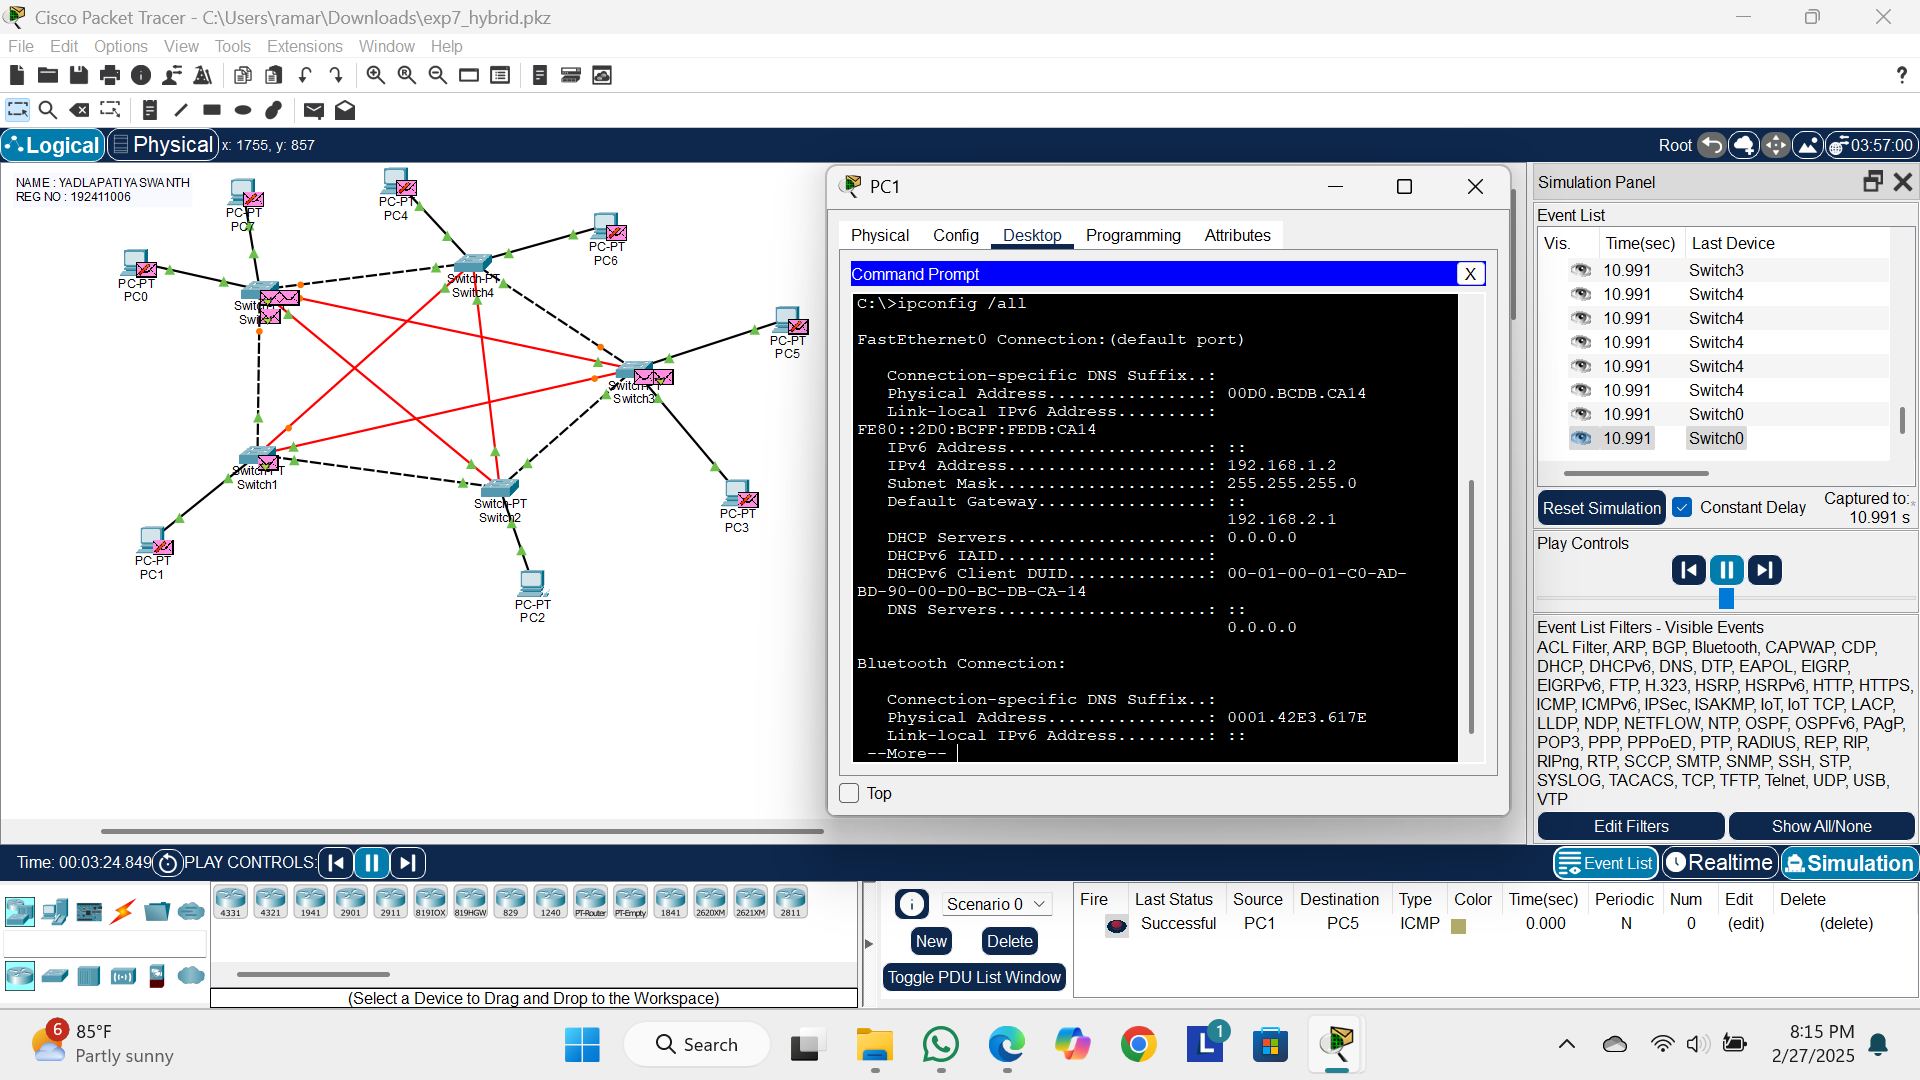 Cisco Packet Tracer - C:\Users\ramar\Downloads\exp7_hybrid.pkz
File Edit Options View Tools Extensions Window Help
Logical Physical x: 1755, y: 857
Root 03:57:00
NAME : YADLAPATI YASWANTH
REG NO : 192411006
PC-PT
PC7
PC-PT
PC4
PC-PT
PC6
PC-PT
PC0
Switch-PT
Switch4
PC-PT
PC5
Switch3
PC-PT
PC3
Switch-PT
Switch1
Switch-PT
Switch2
PC-PT
PC1
PC-PT
PC2
PC1
Physical Config Desktop Programming Attributes
Command Prompt X
C:\>ipconfig /all
FastEthernet0 Connection:(default port)
Connection-specific DNS Suffix..:
Physical Address................: 00D0.BCDB.CA14
Link-local IPv6 Address.........:
FE80::2D0:BCFF:FEDB:CA14
IPv6 Address....................: ::
IPv4 Address....................: 192.168.1.2
Subnet Mask.....................: 255.255.255.0
Default Gateway.................: ::
192.168.2.1
DHCP Servers....................: 0.0.0.0
DHCPv6 IAID.....................:
DHCPv6 Client DUID..............: 00-01-00-01-C0-AD-
BD-90-00-D0-BC-DB-CA-14
DNS Servers.....................: ::
0.0.0.0
Bluetooth Connection:
Connection-specific DNS Suffix..:
Physical Address................: 0001.42E3.617E
Link-local IPv6 Address.........: ::
--More--
Top
Simulation Panel
Event List
Vis. Time(sec) Last Device
10.991 Switch3
10.991 Switch4
10.991 Switch4
10.991 Switch4
10.991 Switch4
10.991 Switch4
10.991 Switch0
10.991 Switch0
Reset Simulation Constant Delay Captured to:
10.991 s
Play Controls
Event List Filters - Visible Events
ACL Filter, ARP, BGP, Bluetooth, CAPWAP, CDP,
DHCP, DHCPv6, DNS, DTP, EAPOL, EIGRP,
EIGRPv6, FTP, H.323, HSRP, HSRPv6, HTTP, HTTPS,
ICMP, ICMPv6, IPSec, ISAKMP, IoT, IoT TCP, LACP,
LLDP, NDP, NETFLOW, NTP, OSPF, OSPFv6, PAgP,
POP3, PPP, PPPoED, PTP, RADIUS, REP, RIP,
RIPng, RTP, SCCP, SMTP, SNMP, SSH, STP,
SYSLOG, TACACS, TCP, TFTP, Telnet, UDP, USB,
VTP
Edit Filters Show All/None
Time: 00:03:24.849 PLAY CONTROLS:
Event List Realtime Simulation
4331 4321 1941 2901 2911 819IOX 819HGW 829 1240 PT-Router PT-Empty 1841 2620XM 2621XM 2811
(Select a Device to Drag and Drop to the Workspace)
Scenario 0
New Delete
Toggle PDU List Window
Fire Last Status Source Destination Type Color Time(sec) Periodic Num Edit Delete
Successful PC1 PC5 ICMP 0.000 N 0 (edit) (delete)
6
85°F
Partly sunny
Search
L
1
8:15 PM
2/27/2025